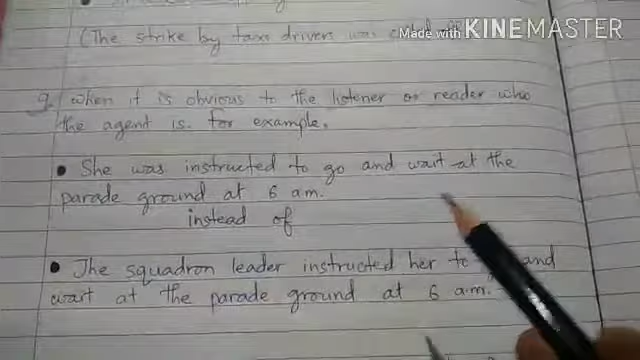 (The strike by taxi drivers was called
Made with KINEMASTER
g) When it is obvious to the listener or reader who
the agent is. for example.
• She was instructed to go and wait at the
parade ground at 6 am.
instead of
• The squadron leader instructed her to and
wait at the parade ground at 6 a.m.